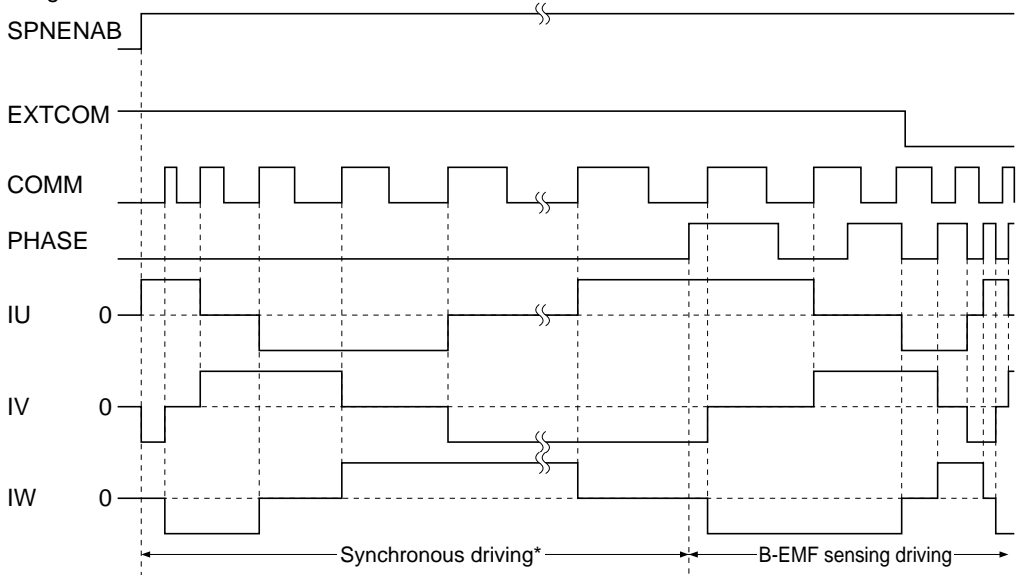 SPNENAB
EXTCOM
COMM
PHASE
IU 0
IV 0
IW 0
Synchronous driving* B-EMF sensing driving